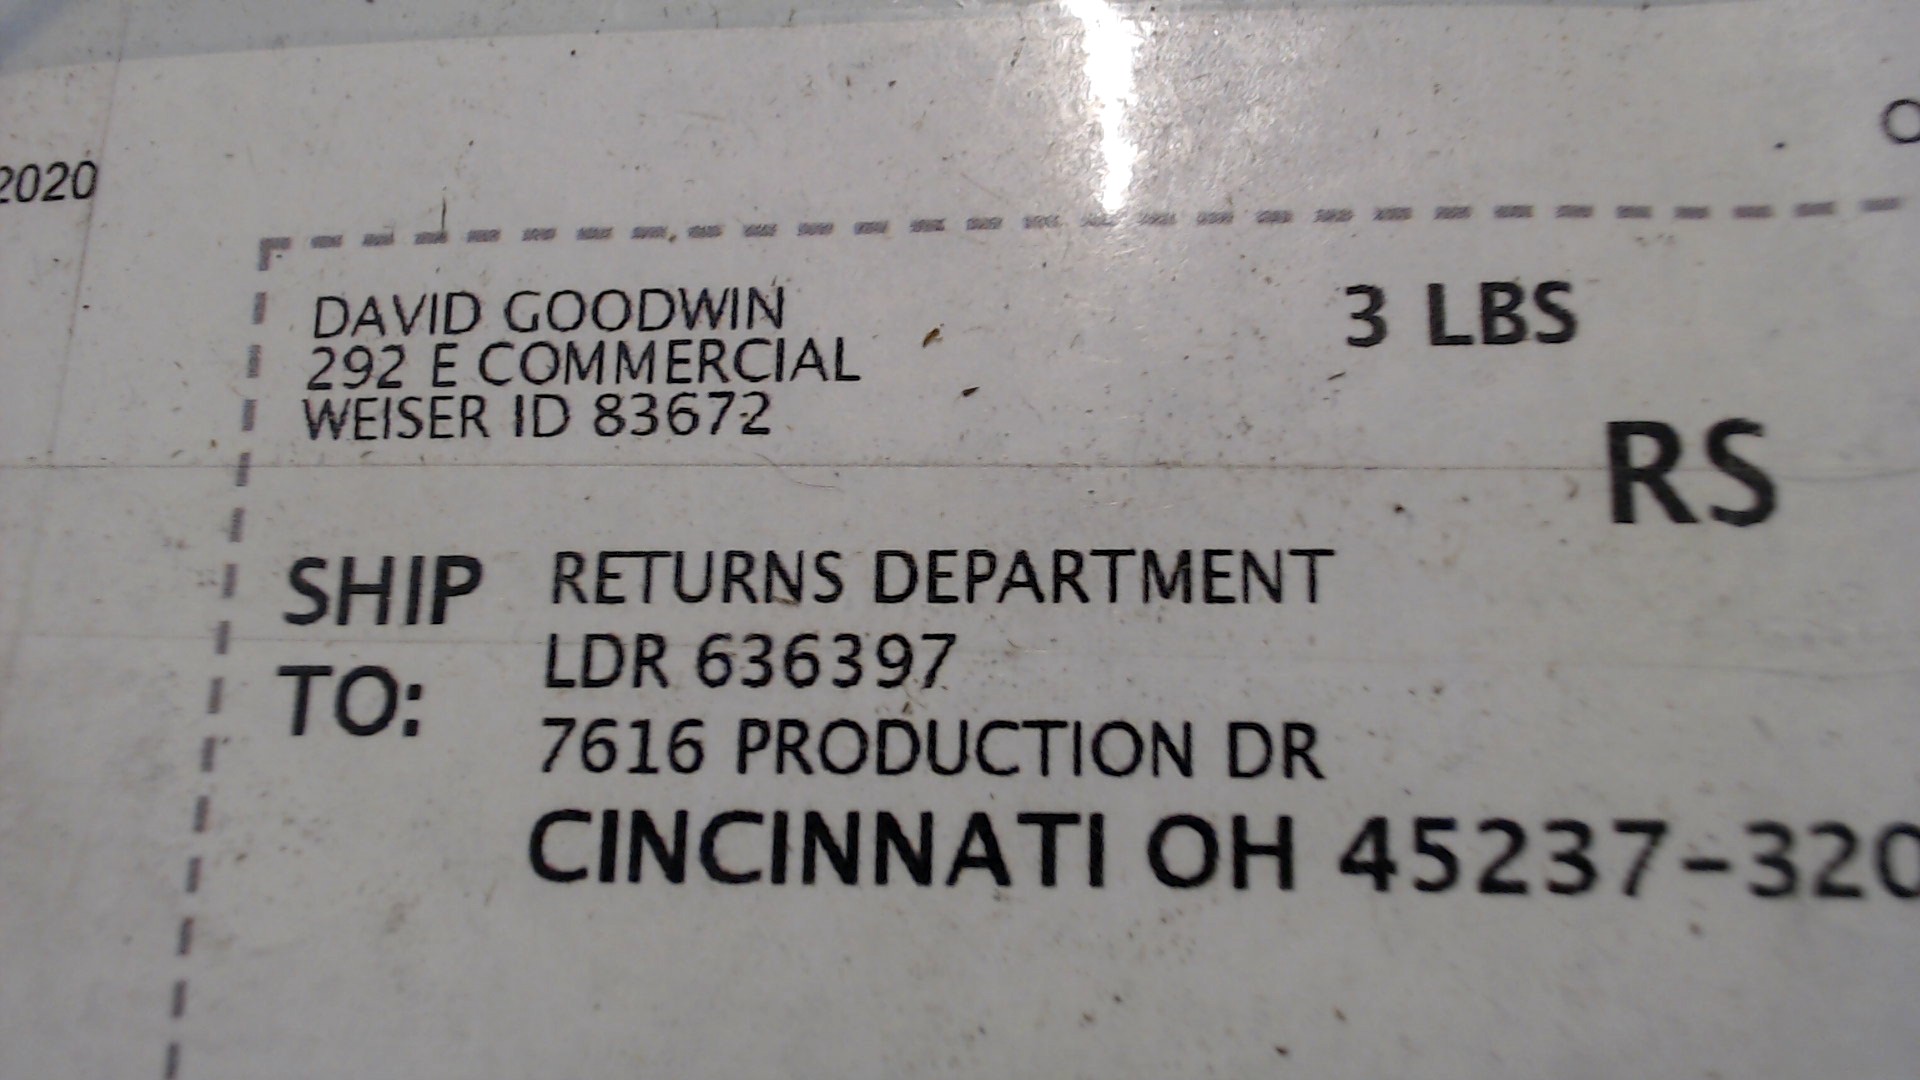 2020
DAVID GOODWIN
292 E COMMERCIAL
WEISER ID 83672
3 LBS
RS
SHIP TO:
RETURNS DEPARTMENT
LDR 636397
7616 PRODUCTION DR
CINCINNATI OH 45237-320